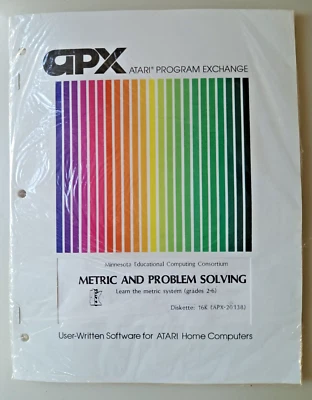 APX ATARI® PROGRAM EXCHANGE
Minnesota Educational Computing Consortium
METRIC AND PROBLEM SOLVING
Learn the metric system (grades 2-6)
Diskette: 16K (APX-20138)
User-Written Software for ATARI Home Computers